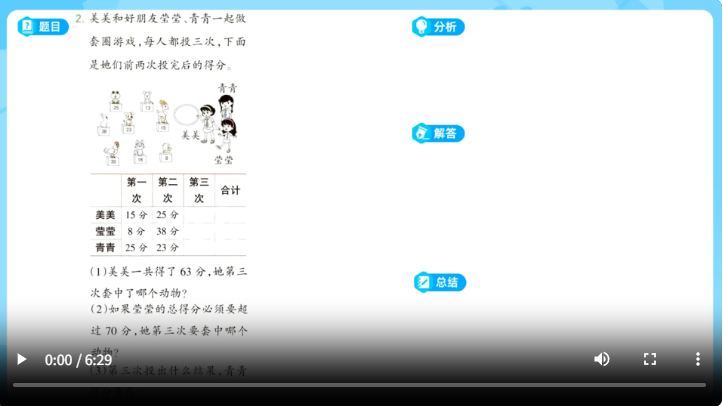 题目
2. 美美和好朋友莹莹、青青一起做
套圈游戏，每人都投三次，下面
是她们前两次投完后的得分。
青青
美美
莹莹
第一次 第二次 第三次 合计
美美 15 分 25 分
莹莹 8 分 38 分
青青 25 分 23 分
(1)美美一共得了 63 分，她第三
次套中了哪个动物?
(2)如果莹莹的总得分必须要超
过 70 分，她第三次要套中哪个
动物?
(3)第三次投出什么结果，青青
分析
解答
总结
0:00 / 6:29